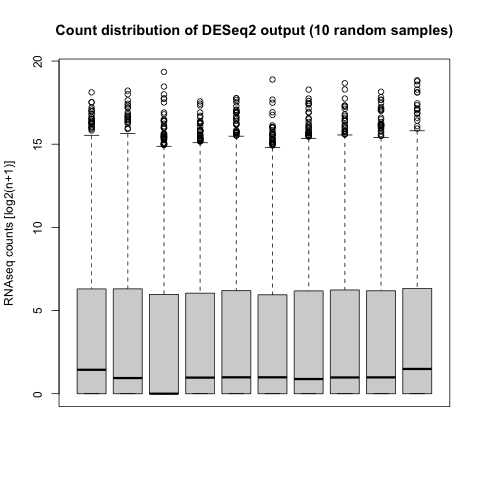 Count distribution of DESeq2 output (10 random samples)
RNAseq counts [log2(n+1)]
20
15
10
5
0